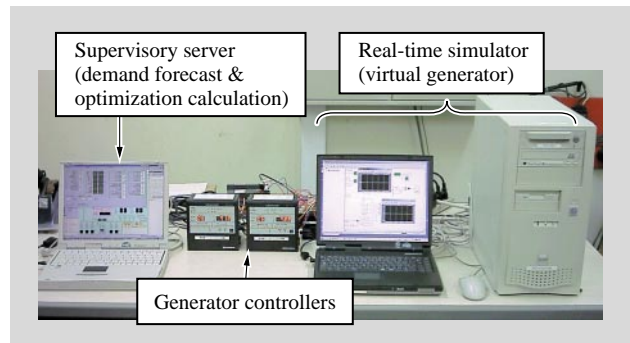 Supervisory server
(demand forecast &
optimization calculation)
Real-time simulator
(virtual generator)
Generator controllers